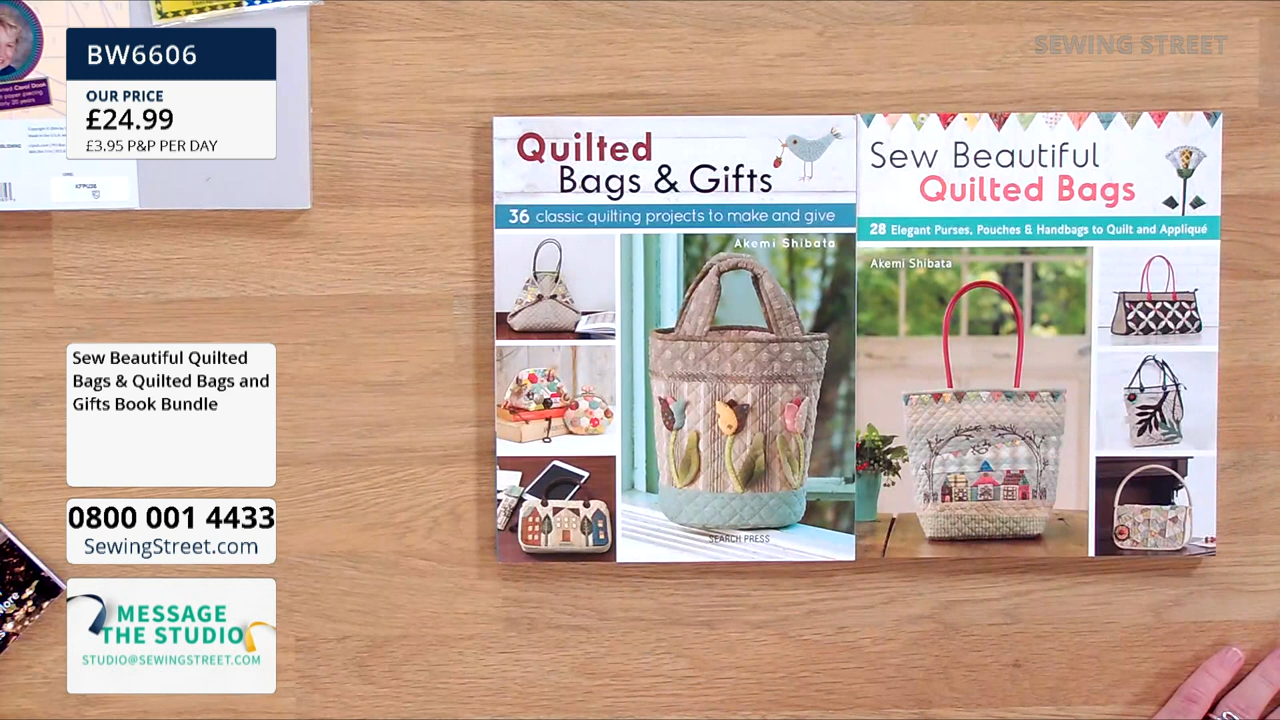 BW6606
OUR PRICE
£24.99
£3.95 P&P PER DAY
Sew Beautiful Quilted
Bags & Quilted Bags and
Gifts Book Bundle
0800 001 4433
SewingStreet.com
MESSAGE
THE STUDIO
STUDIO@SEWINGSTREET.COM
SEWING STREET
Quilted
Bags & Gifts
36 classic quilting projects to make and give
Akemi Shibata
SEARCH PRESS
Sew Beautiful
Quilted Bags
28 Elegant Purses, Pouches & Handbags to Quilt and Appliqué
Akemi Shibata